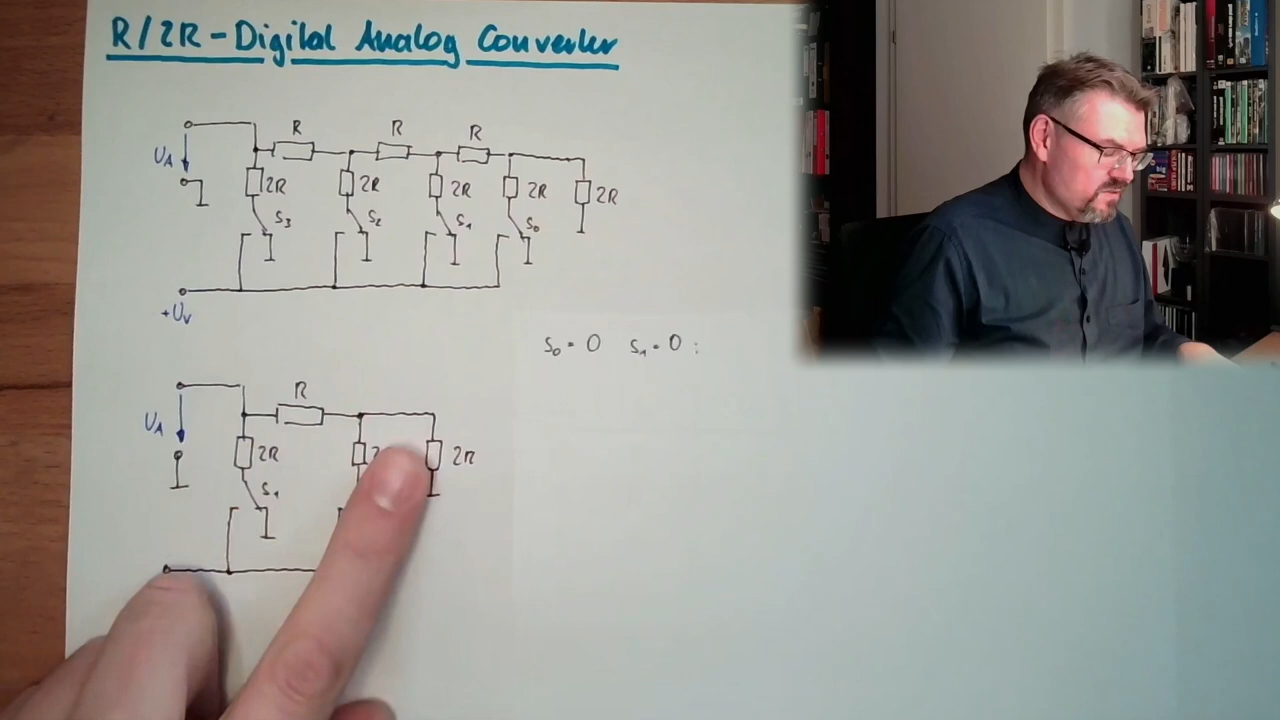 R/2R-Digital Analog Converter
R R R
UA 2R 2R 2R 2R 2R
S3 S2 S1 S0
+Uv
S0 = 0 S1 = 0 :
R
UA 2R 2R
S1